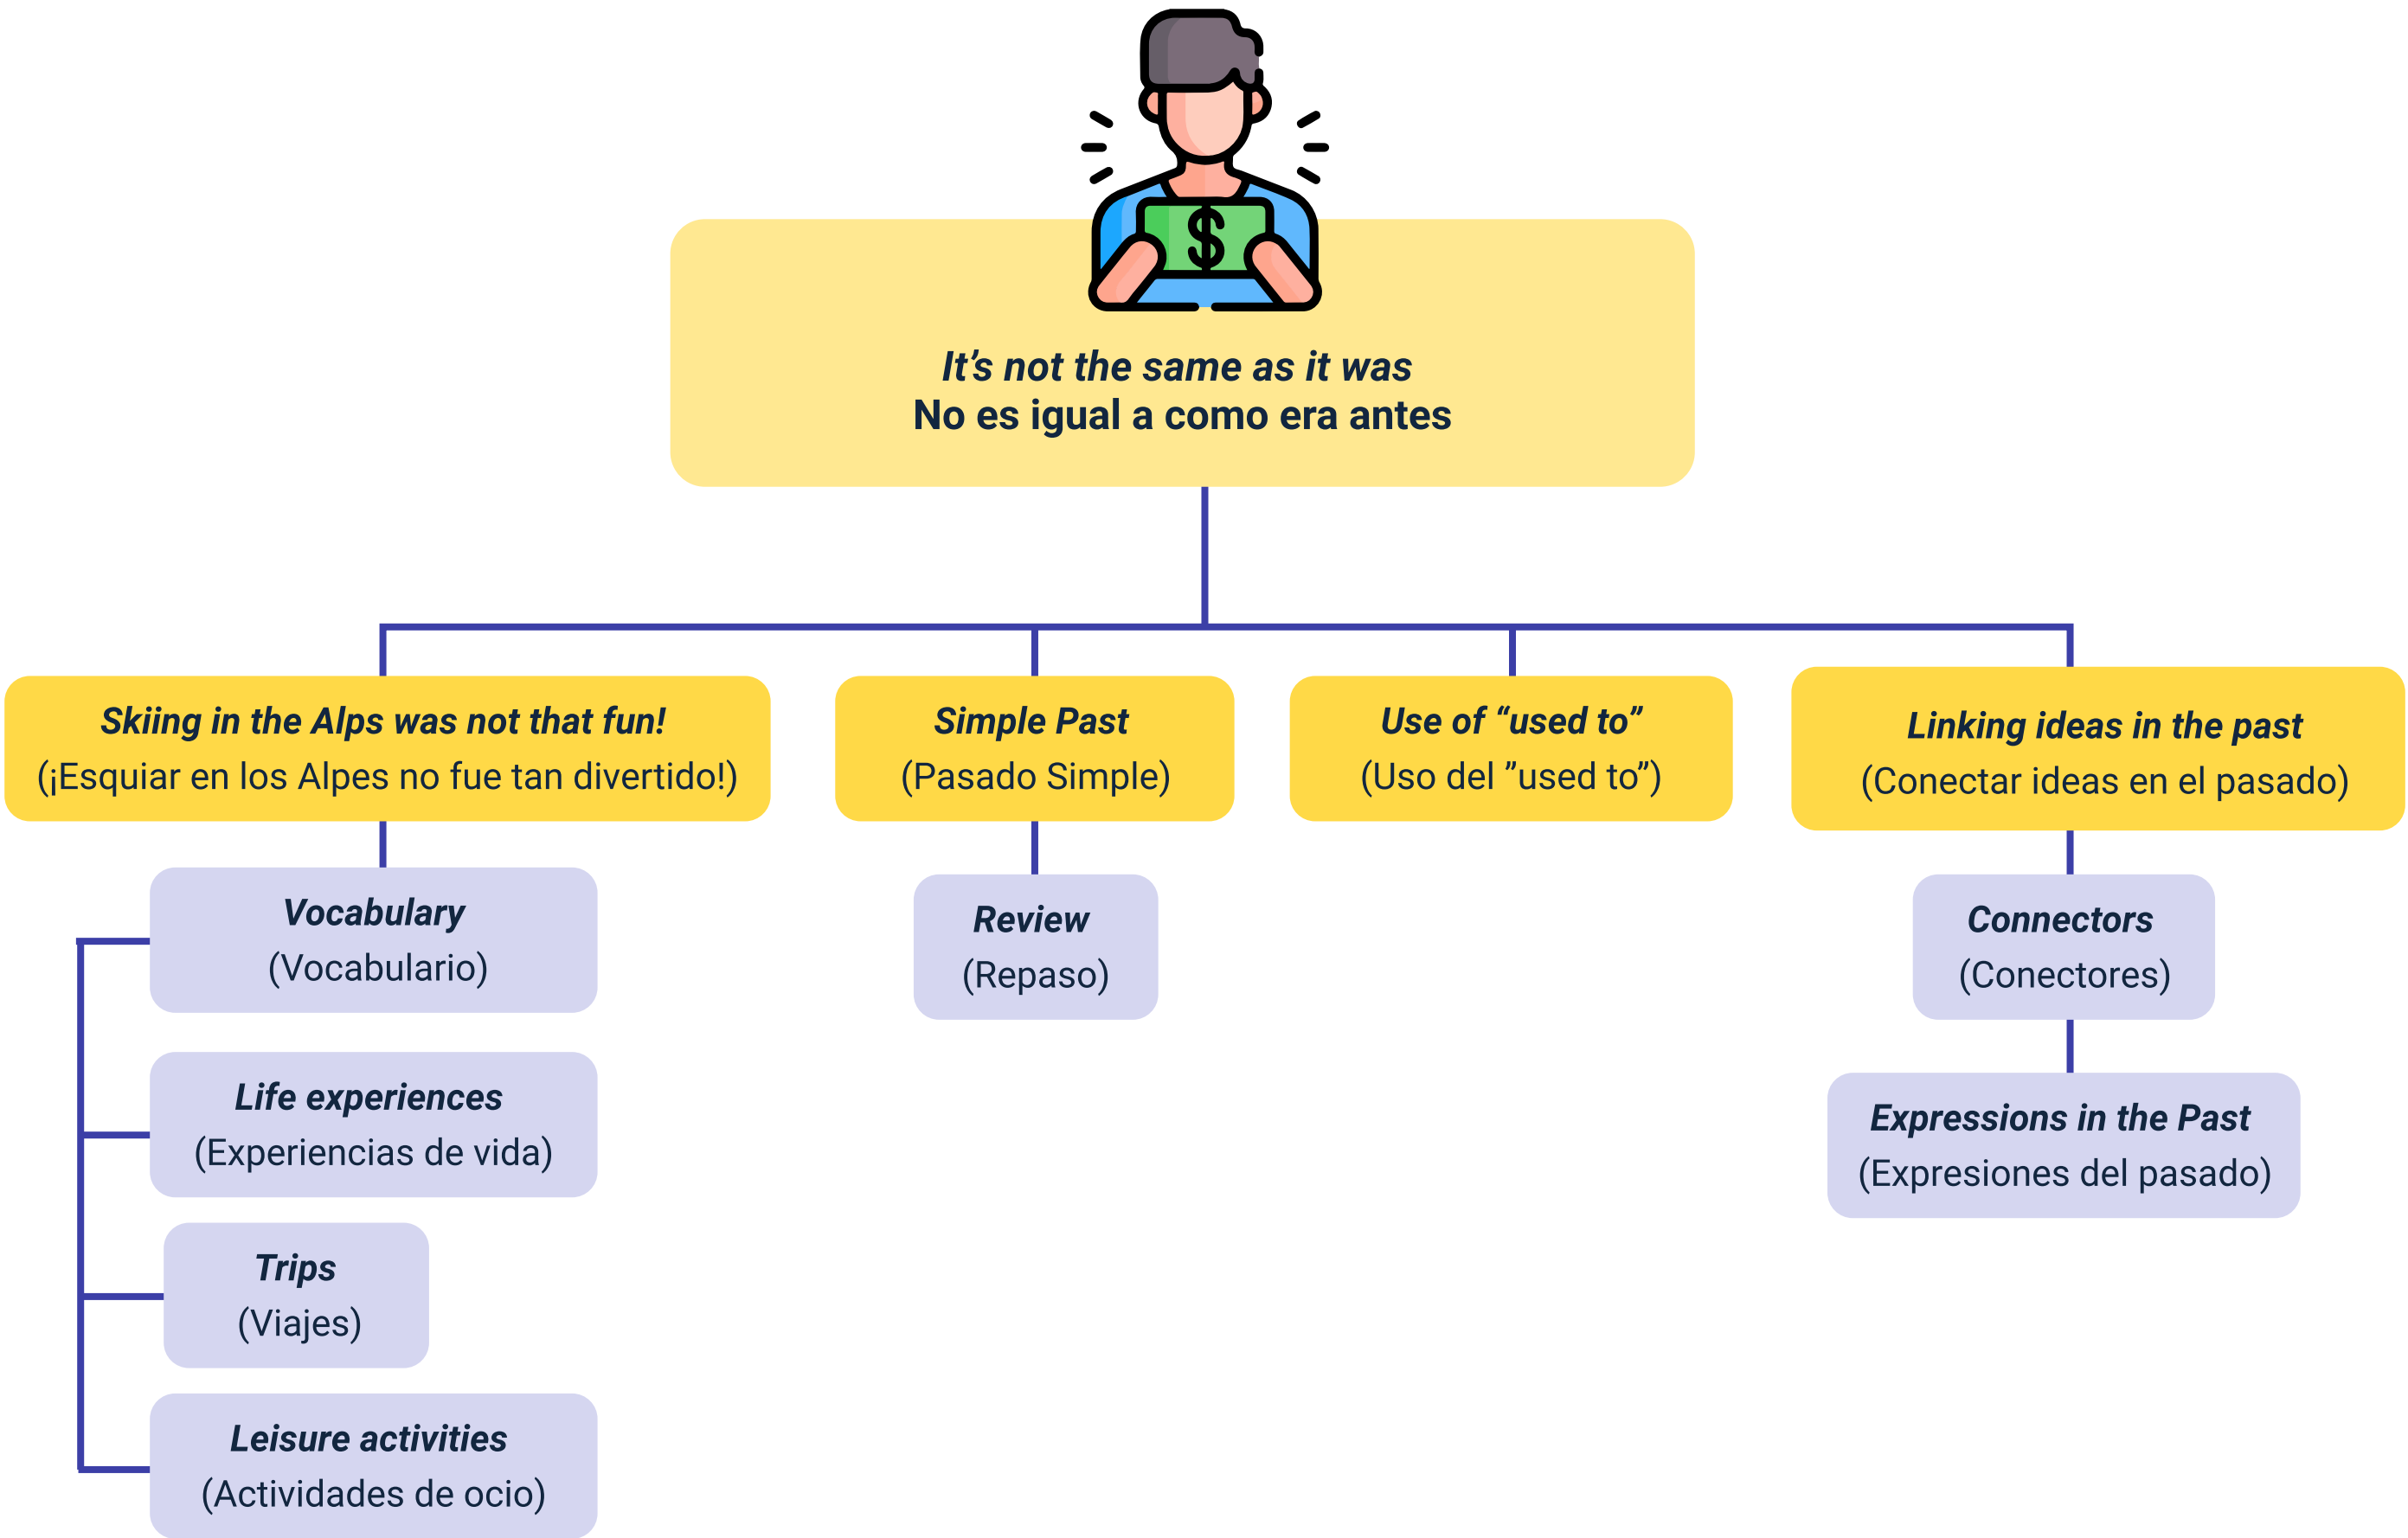 $
It’s not the same as it was
No es igual a como era antes
Skiing in the Alps was not that fun!
(¡Esquiar en los Alpes no fue tan divertido!)
Simple Past
(Pasado Simple)
Use of “used to”
(Uso del ”used to”)
Linking ideas in the past
(Conectar ideas en el pasado)
Vocabulary
(Vocabulario)
Life experiences
(Experiencias de vida)
Trips
(Viajes)
Leisure activities
(Actividades de ocio)
Review
(Repaso)
Connectors
(Conectores)
Expressions in the Past
(Expresiones del pasado)